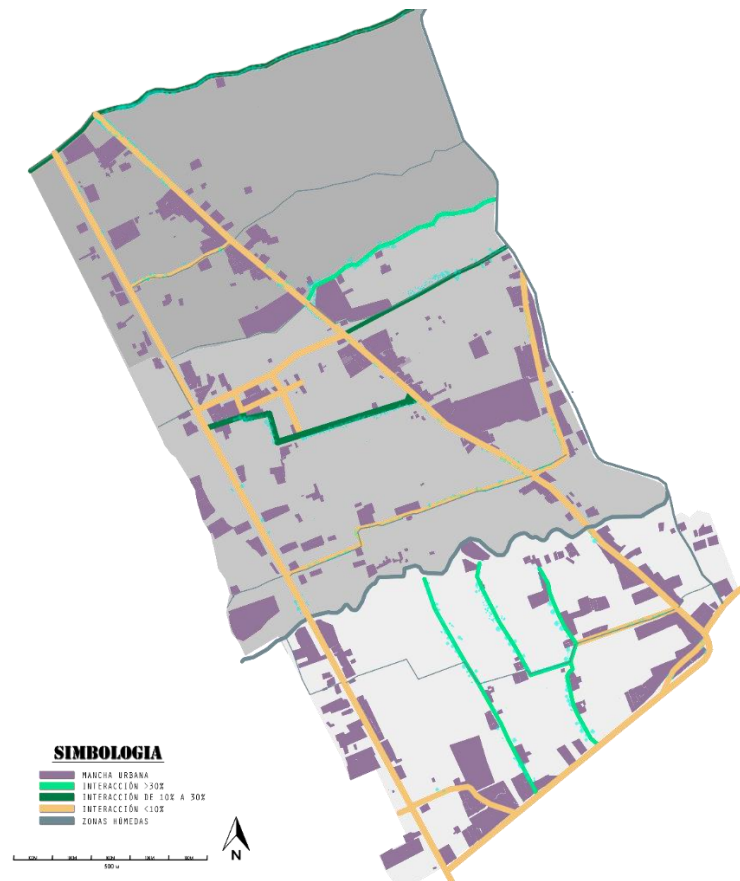 SIMBOLOGIA
MANCHA URBANA
INTERACCIÓN >30%
INTERACCIÓN DE 10% A 30%
INTERACCIÓN <10%
ZONAS HÚMEDAS
N
500 M